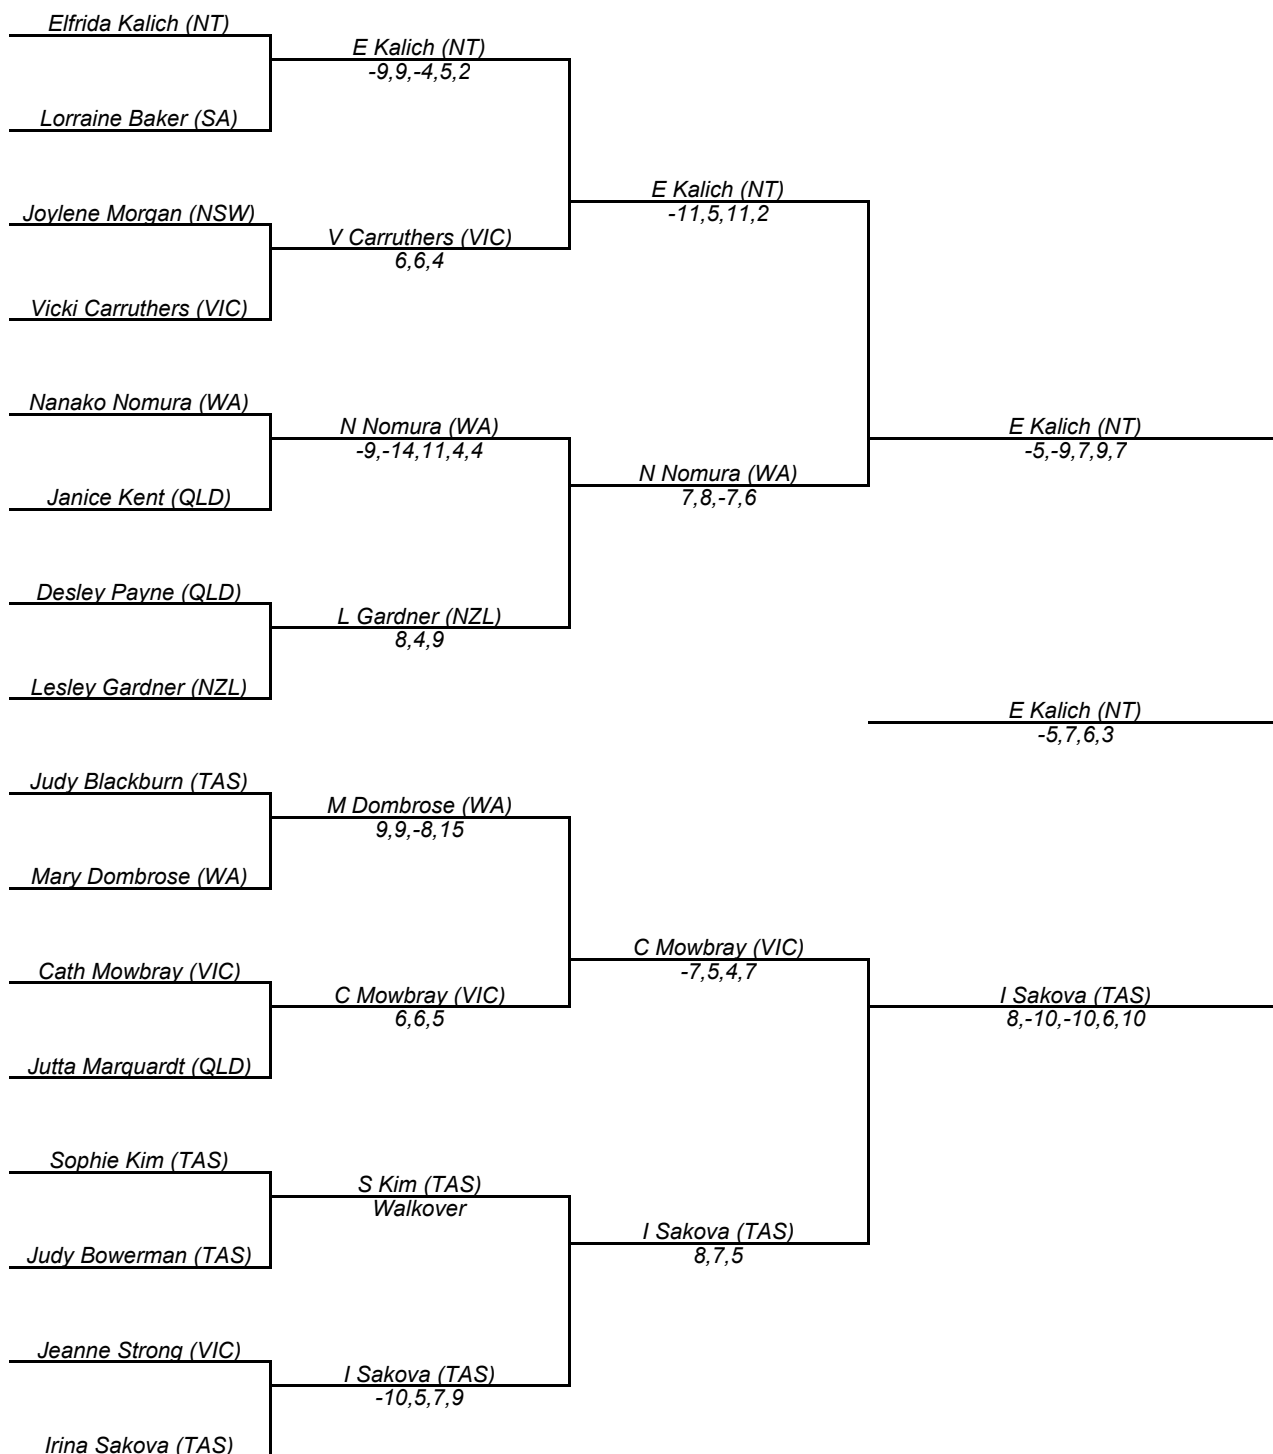 Elfrida Kalich (NT)
E Kalich (NT)
-9,9,-4,5,2
Lorraine Baker (SA)
E Kalich (NT)
-11,5,11,2
Joylene Morgan (NSW)
V Carruthers (VIC)
6,6,4
Vicki Carruthers (VIC)
Nanako Nomura (WA)
N Nomura (WA)
-9,-14,11,4,4
E Kalich (NT)
-5,-9,7,9,7
N Nomura (WA)
7,8,-7,6
Janice Kent (QLD)
Desley Payne (QLD)
L Gardner (NZL)
8,4,9
Lesley Gardner (NZL)
E Kalich (NT)
-5,7,6,3
Judy Blackburn (TAS)
M Dombrose (WA)
9,9,-8,15
Mary Dombrose (WA)
C Mowbray (VIC)
-7,5,4,7
Cath Mowbray (VIC)
C Mowbray (VIC)
6,6,5
I Sakova (TAS)
8,-10,-10,6,10
Jutta Marquardt (QLD)
Sophie Kim (TAS)
S Kim (TAS)
Walkover
I Sakova (TAS)
8,7,5
Judy Bowerman (TAS)
Jeanne Strong (VIC)
I Sakova (TAS)
-10,5,7,9
Irina Sakova (TAS)